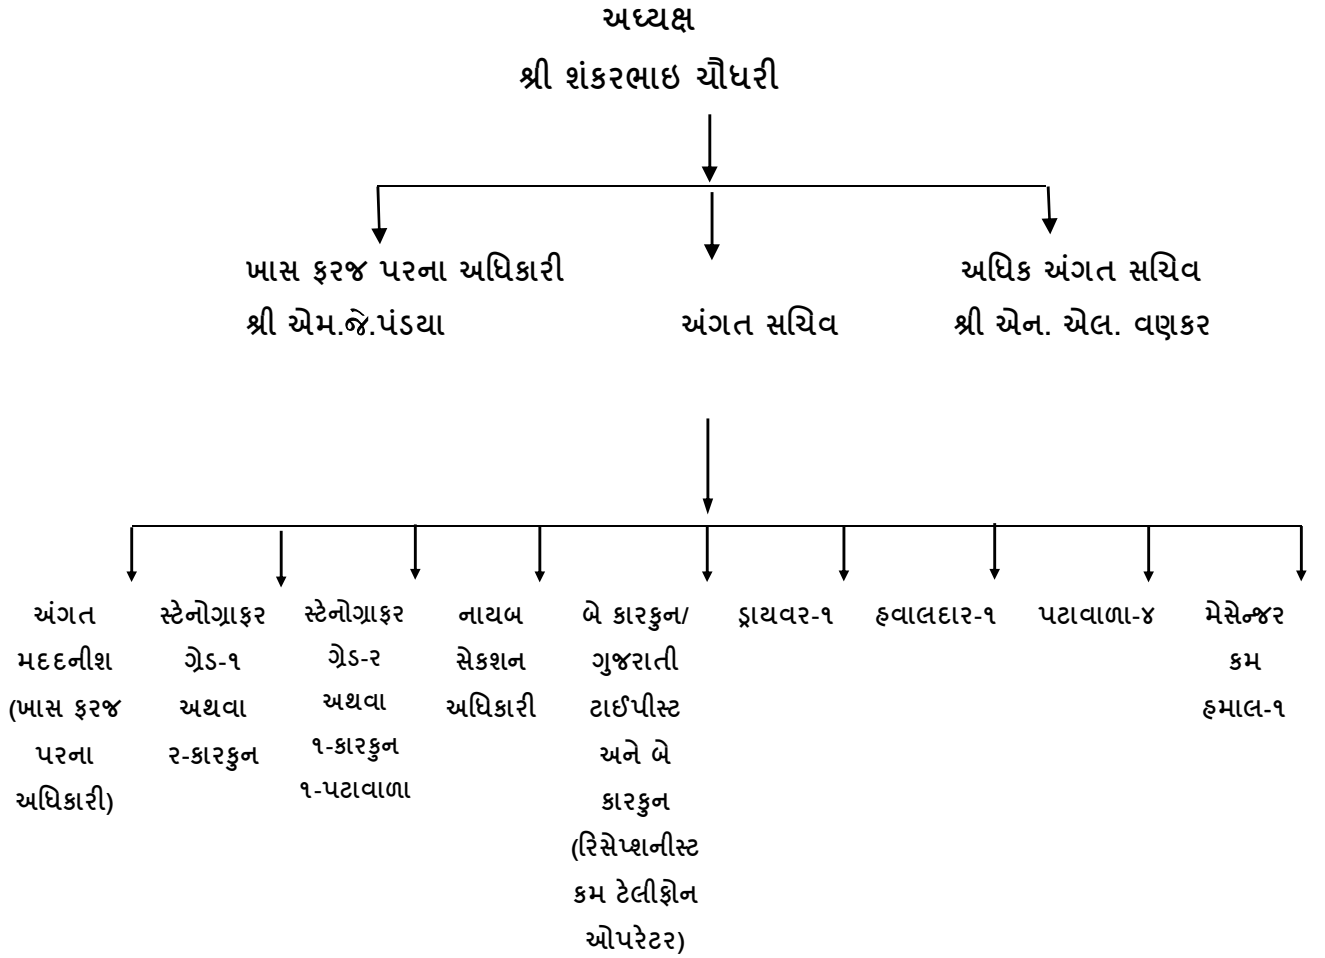 અધ્યક્ષ
શ્રી શંકરભાઇ ચૌધરી
ખાસ ફરજ પરના અધિકારી
શ્રી એમ.જે.પંડયા
અંગત સચિવ
અધિક અંગત સચિવ
શ્રી એન. એલ. વણકર
અંગત
મદદનીશ
(ખાસ ફરજ
પરના
અધિકારી)
સ્ટેનોગ્રાફર
ગ્રેડ-૧
અથવા
૨-કારકુન
સ્ટેનોગ્રાફર
ગ્રેડ-૨
અથવા
૧-કારકુન
૧-પટાવાળા
નાયબ
સેકશન
અધિકારી
બે કારકુન/
ગુજરાતી
ટાઈપીસ્ટ
અને બે
કારકુન
(રિસેપ્શનીસ્ટ
કમ ટેલીફોન
ઓપરેટર)
ડ્રાયવર-૧
હવાલદાર-૧
પટાવાળા-૪
મેસેન્જર
કમ
હમાલ-૧